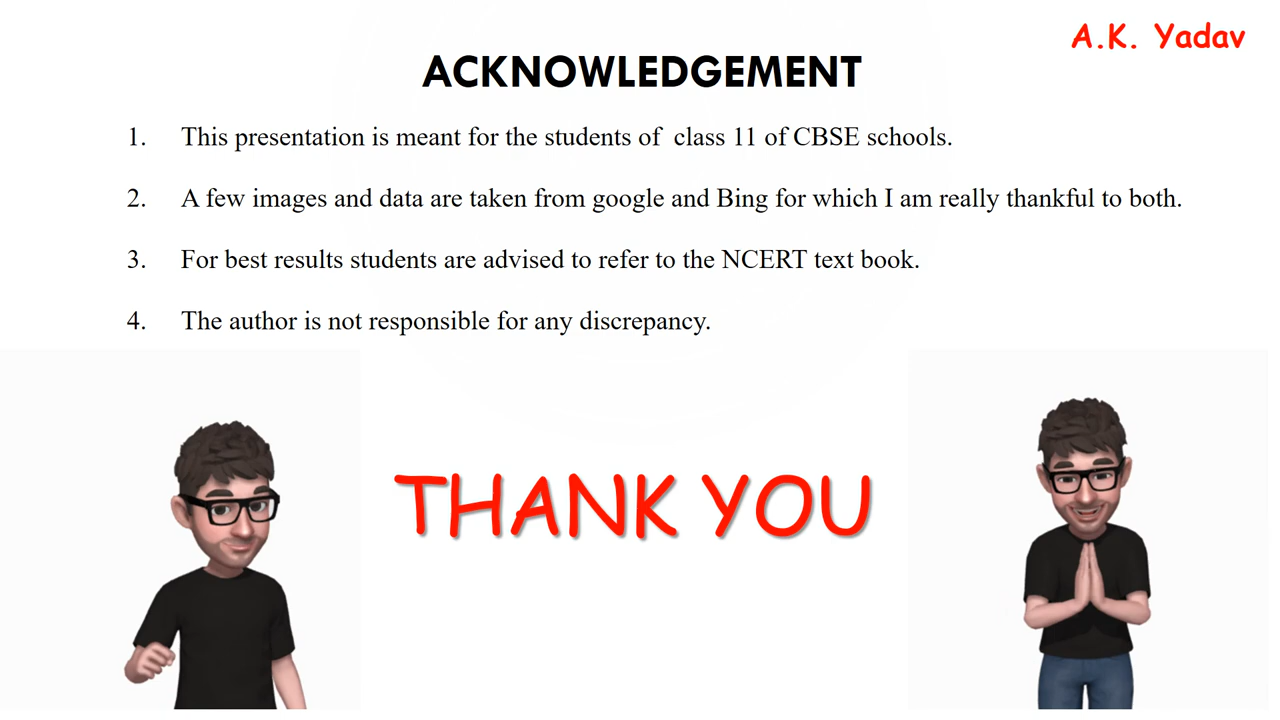 A.K. Yadav
ACKNOWLEDGEMENT
1. This presentation is meant for the students of class 11 of CBSE schools.
2. A few images and data are taken from google and Bing for which I am really thankful to both.
3. For best results students are advised to refer to the NCERT text book.
4. The author is not responsible for any discrepancy.
THANK YOU